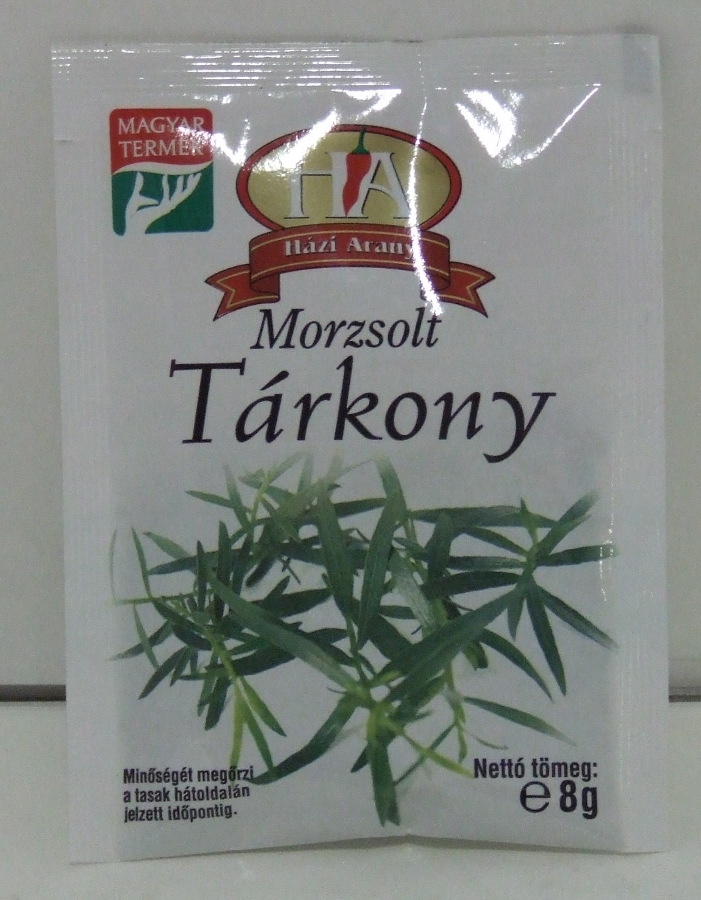 MAGYAR
TERMÉK
HA
Házi Arany
Morzsolt
Tárkony
Minőségét megőrzi
a tasak hátoldalán
jelzett időpontig.
Nettó tömeg:
℮ 8g